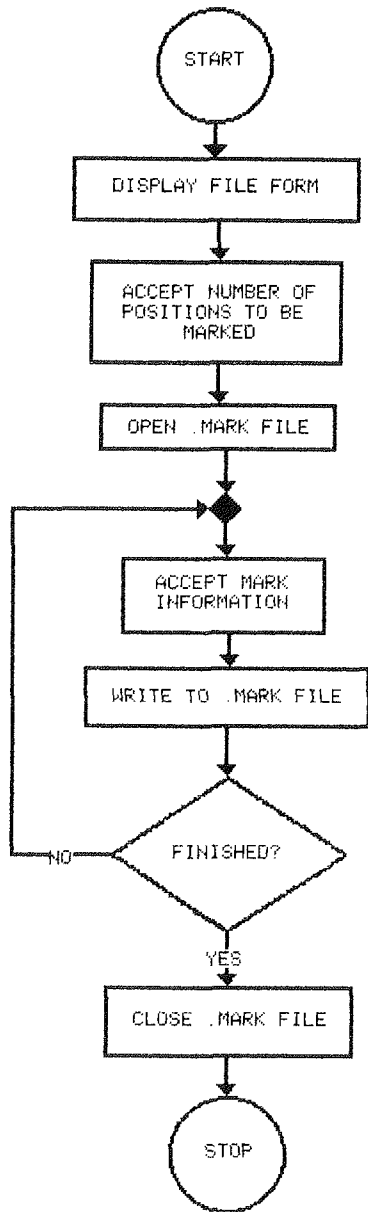 START
DISPLAY FILE FORM
ACCEPT NUMBER OF
POSITIONS TO BE
MARKED
OPEN .MARK FILE
ACCEPT MARK
INFORMATION
WRITE TO .MARK FILE
FINISHED?
NO
YES
CLOSE .MARK FILE
STOP